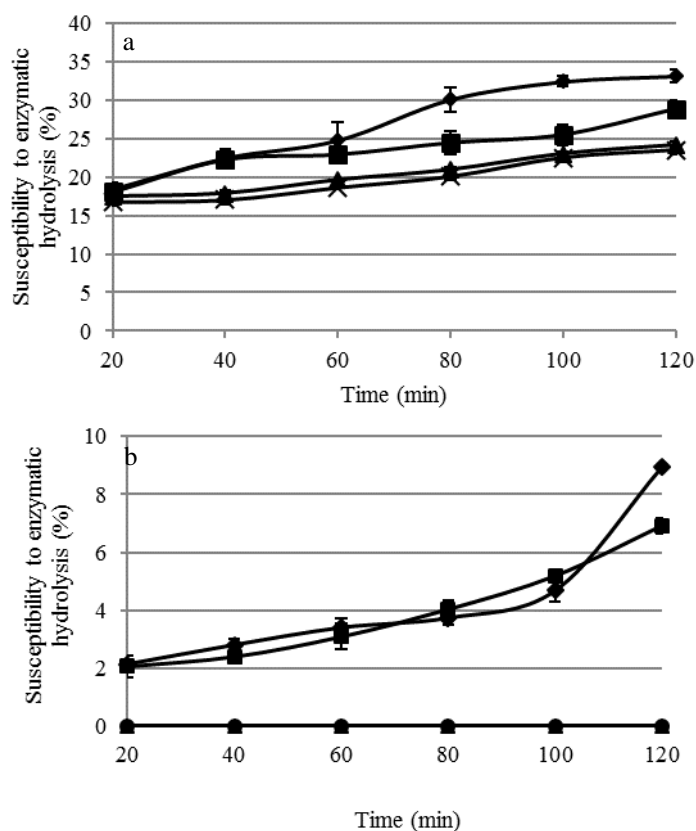 a
Susceptibility to enzymatic
hydrolysis (%)
40
35
30
25
20
15
10
5
0
20 40 60 80 100 120
Time (min)
b
Susceptibility to enzymatic
hydrolysis (%)
10
8
6
4
2
0
20 40 60 80 100 120
Time (min)